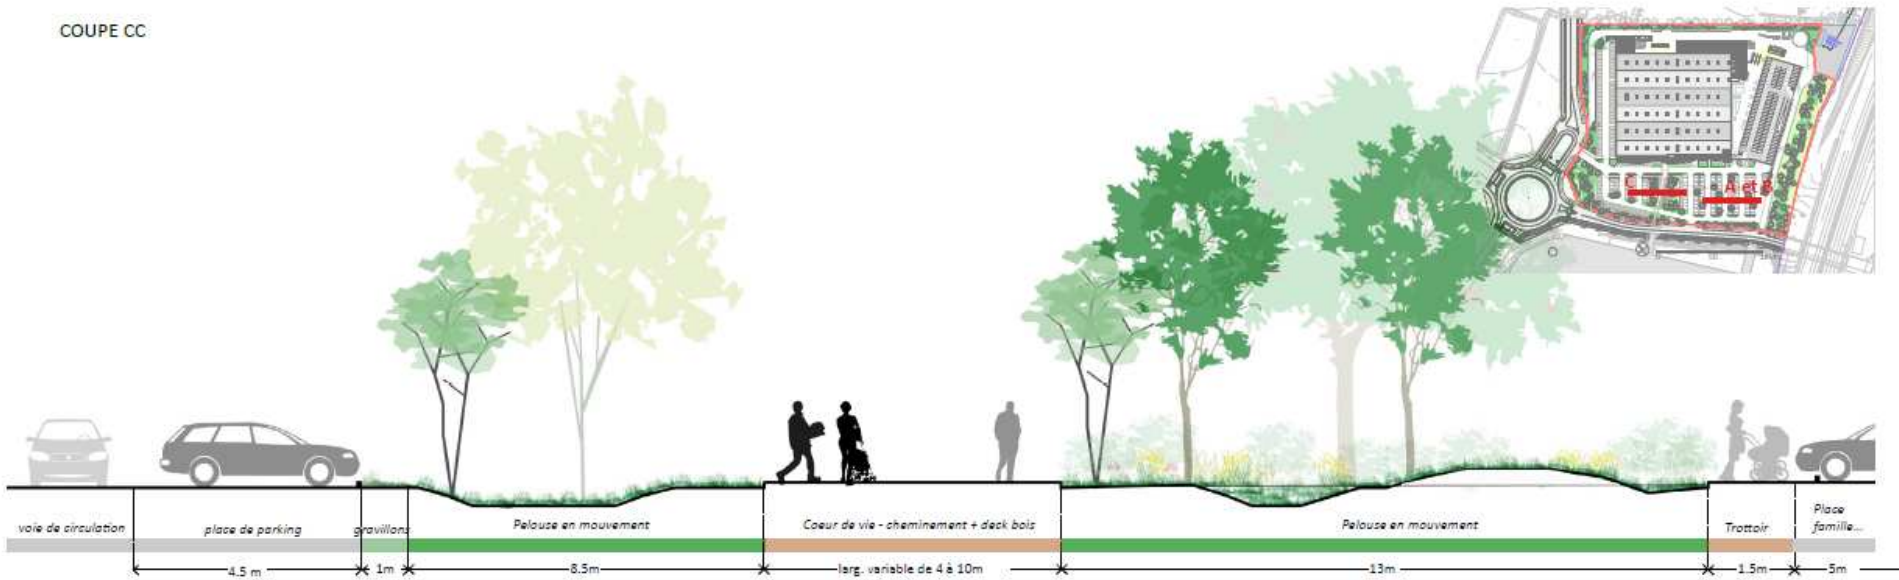 COUPE CC
C
A et B
voie de circulation
place de parking
gravillons
Pelouse en mouvement
Coeur de vie - cheminement + deck bois
Pelouse en mouvement
Trottoir
Place
famille...
4.5 m
1m
8.5m
larg. variable de 4 à 10m
13m
1.5m
5m